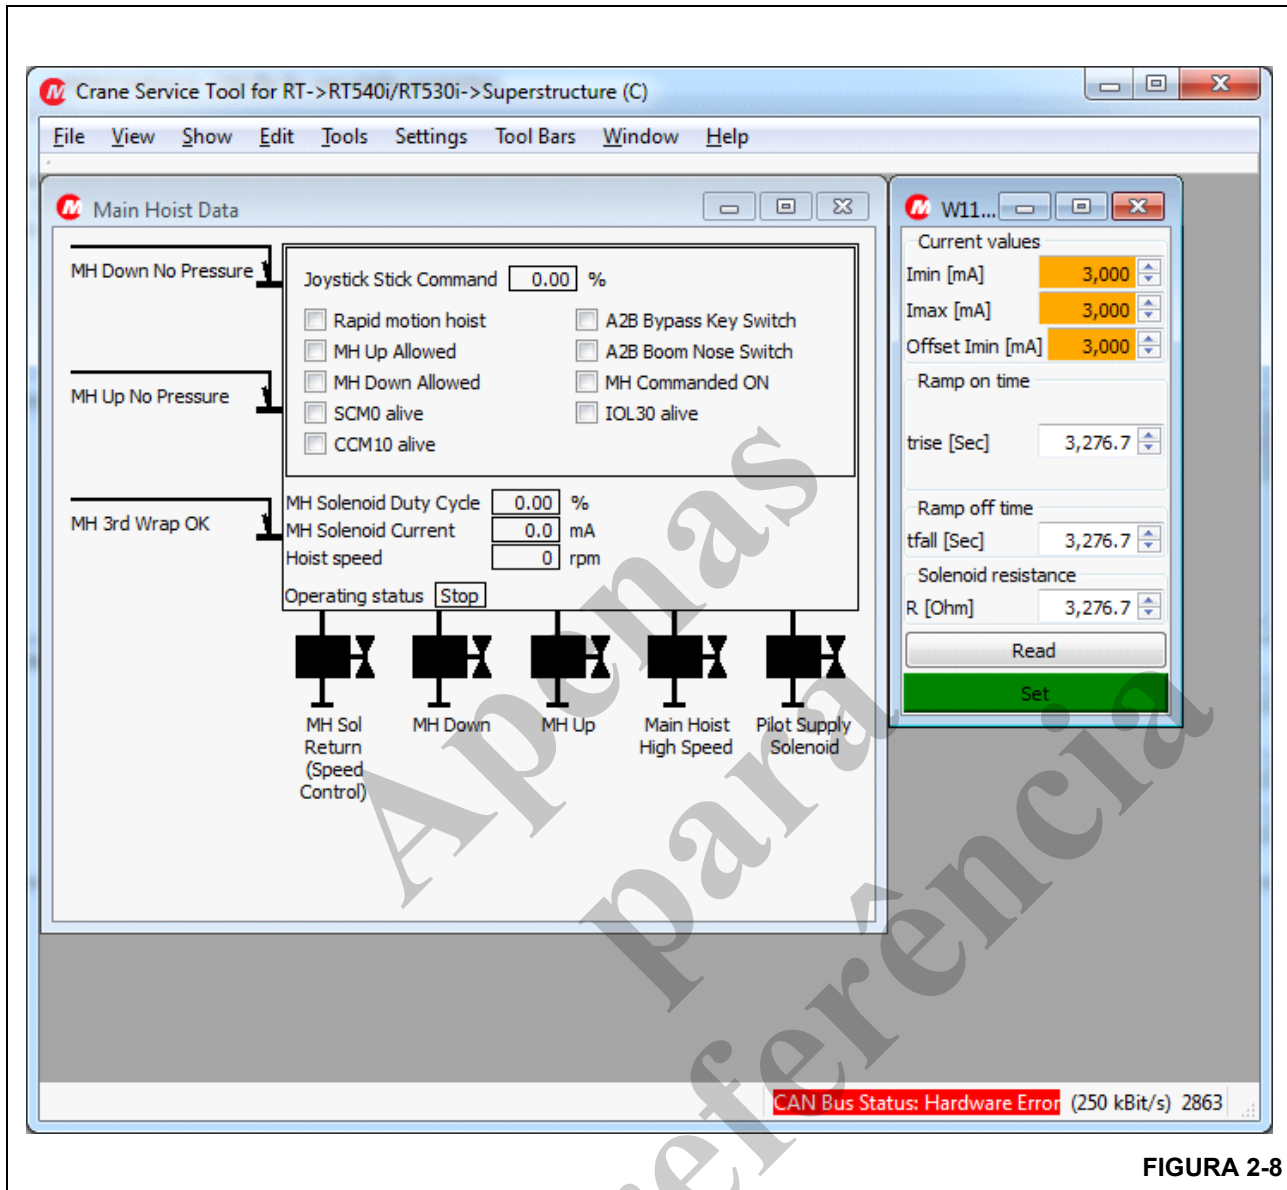 Crane Service Tool for RT->RT540i/RT530i->Superstructure (C)
File View Show Edit Tools Settings Tool Bars Window Help
Main Hoist Data
MH Down No Pressure
MH Up No Pressure
MH 3rd Wrap OK
Joystick Stick Command 0.00 %
Rapid motion hoist
A2B Bypass Key Switch
MH Up Allowed
A2B Boom Nose Switch
MH Down Allowed
MH Commanded ON
SCM0 alive
IOL30 alive
CCM10 alive
MH Solenoid Duty Cycle 0.00 %
MH Solenoid Current 0.0 mA
Hoist speed 0 rpm
Operating status Stop
MH Sol
Return
(Speed
Control)
MH Down
MH Up
Main Hoist
High Speed
Pilot Supply
Solenoid
W11...
Current values
Imin [mA] 3,000
Imax [mA] 3,000
Offset Imin [mA] 3,000
Ramp on time
trise [Sec] 3,276.7
Ramp off time
tfall [Sec] 3,276.7
Solenoid resistance
R [Ohm] 3,276.7
Read
Set
CAN Bus Status: Hardware Error (250 kBit/s) 2863
FIGURA 2-8
Apenas
para
referência